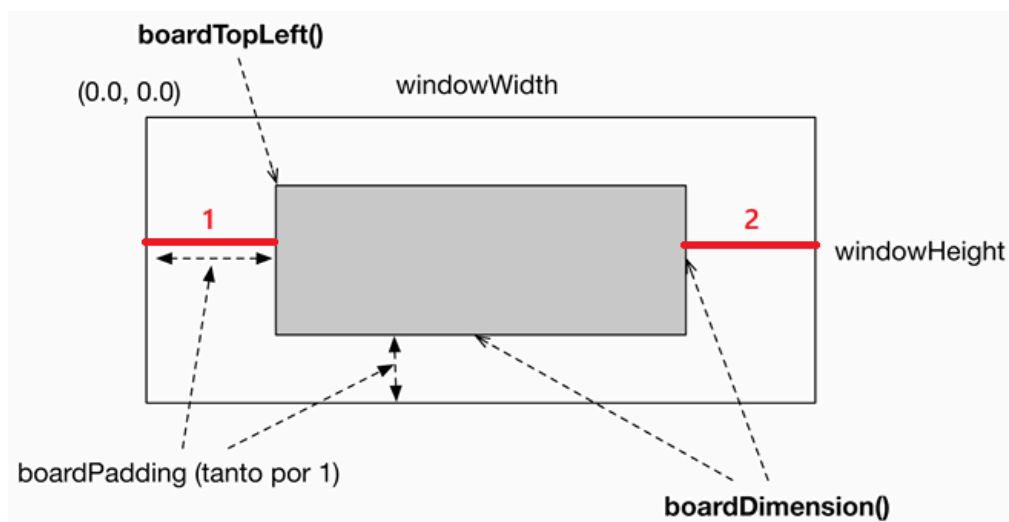 boardTopLeft()
(0.0, 0.0)
windowWidth
1
2
windowHeight
boardPadding (tanto por 1)
boardDimension()